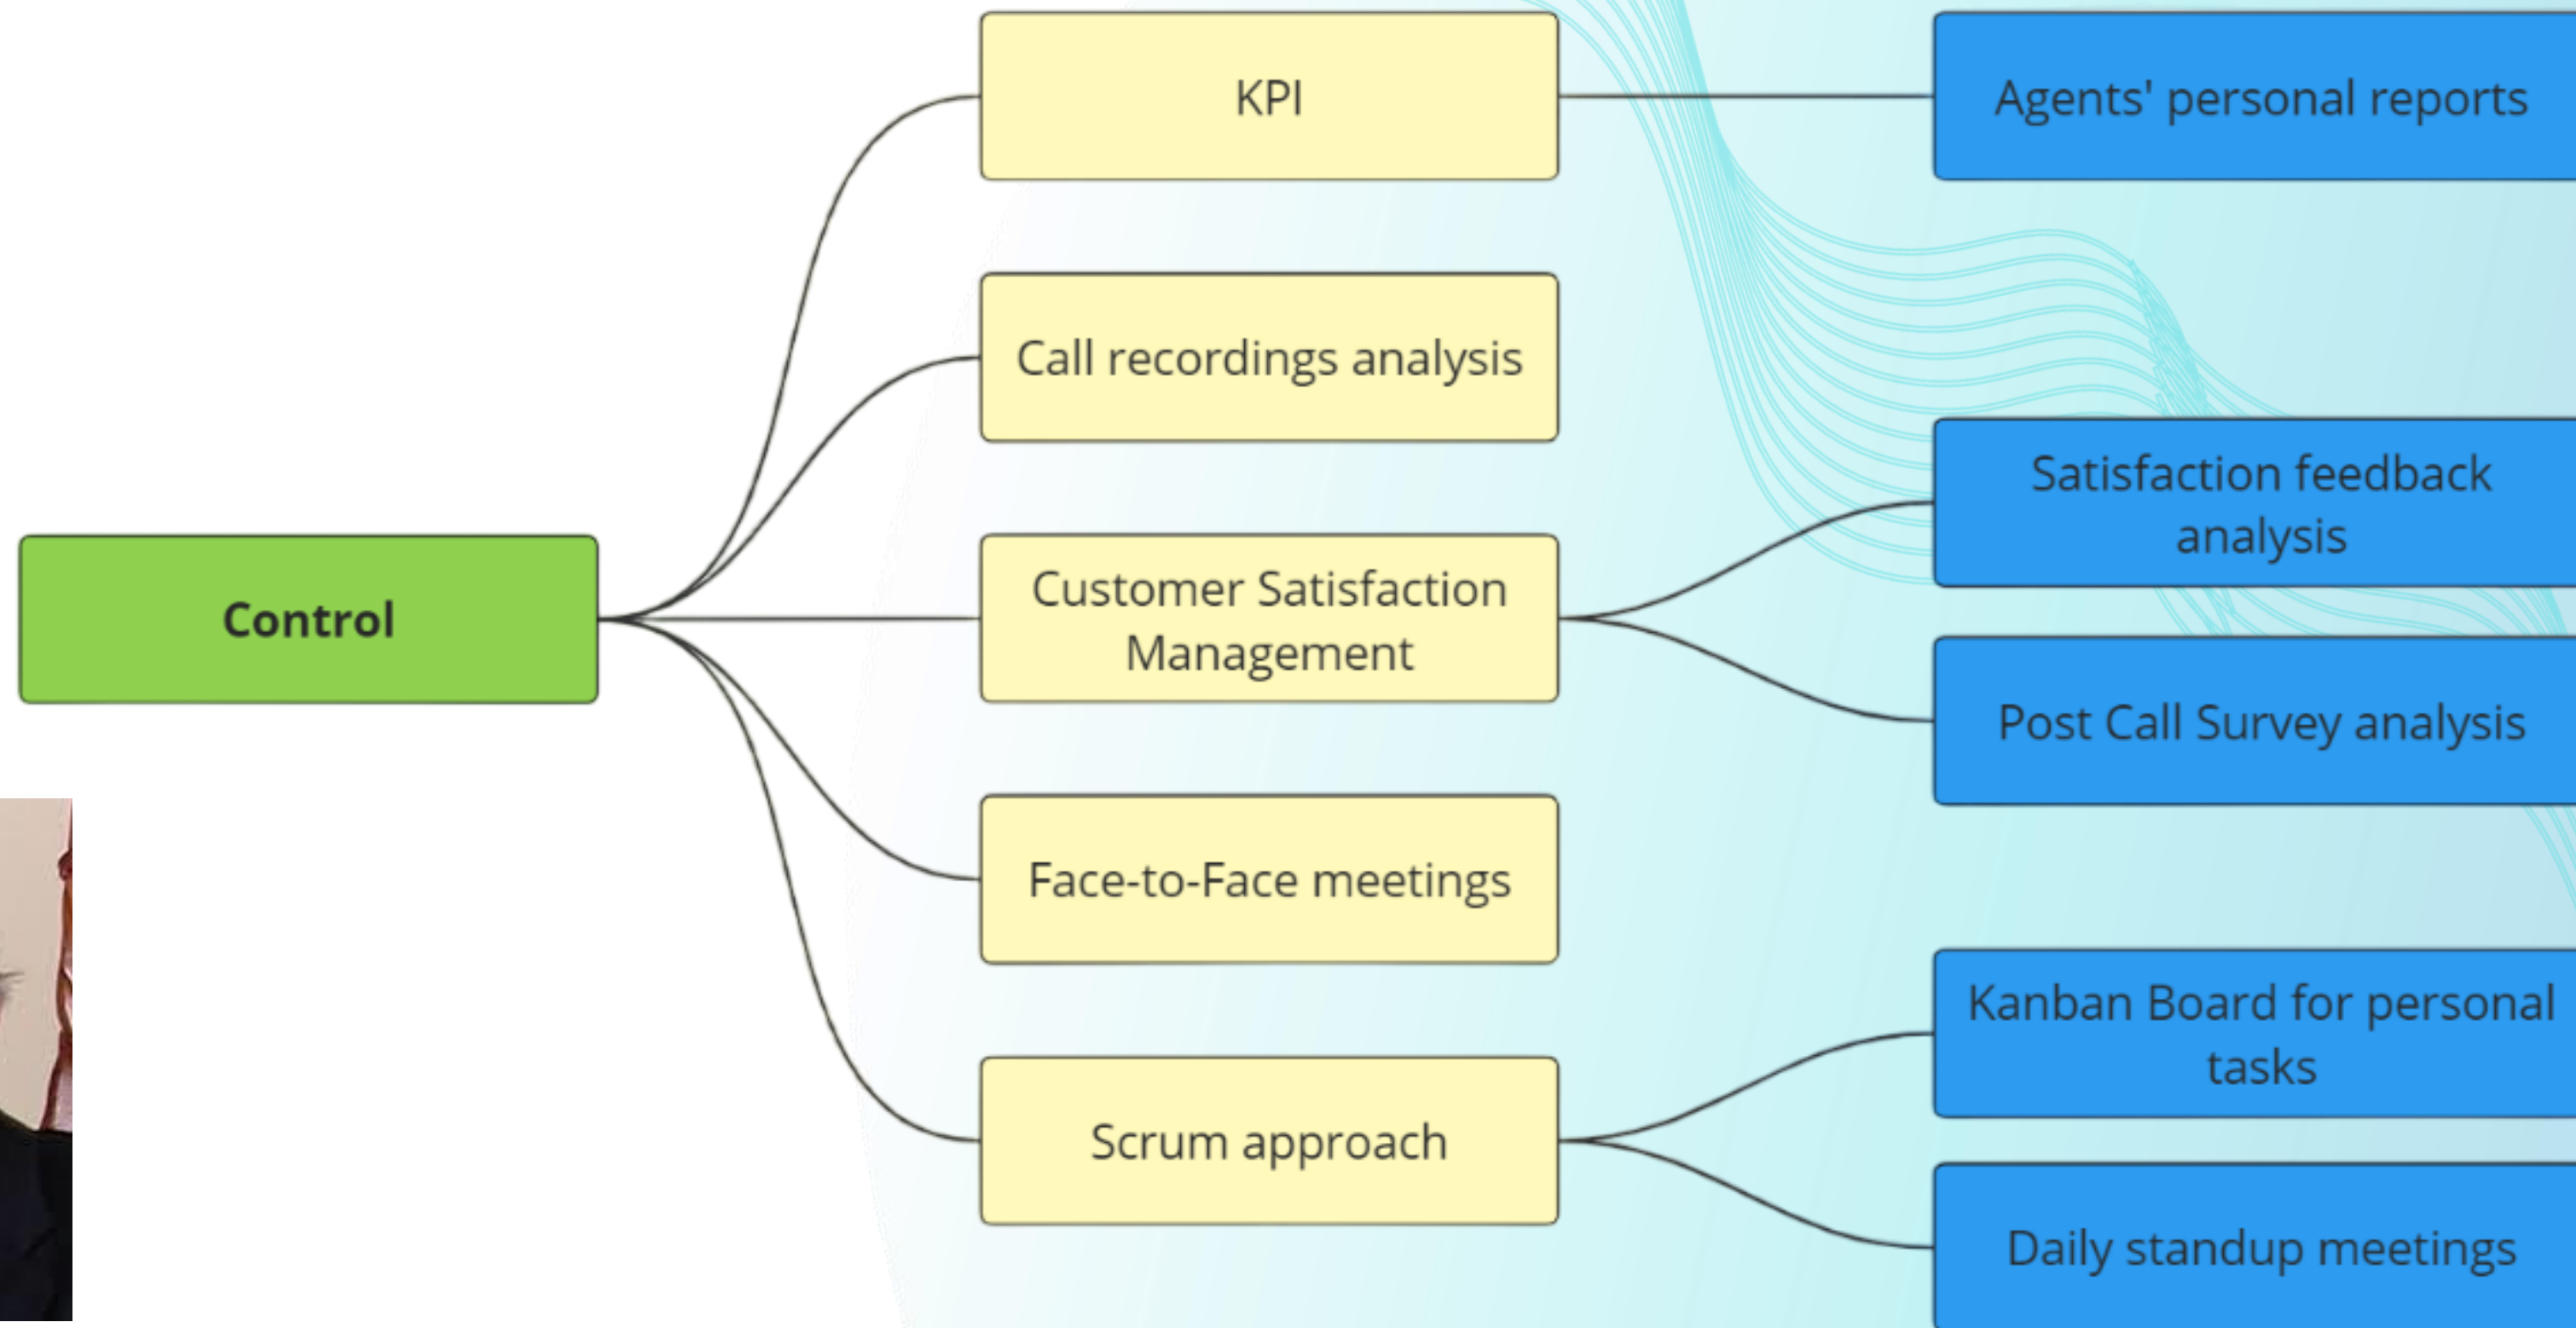 KPI
Agents' personal reports
Call recordings analysis
Satisfaction feedback
analysis
Control
Customer Satisfaction
Management
Post Call Survey analysis
Face-to-Face meetings
Kanban Board for personal
tasks
Scrum approach
Daily standup meetings